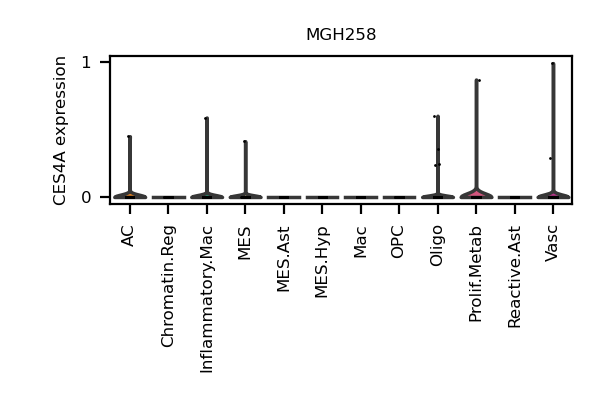 MGH258
CES4A expression
1
0
AC
Chromatin.Reg
Inflammatory.Mac
MES
MES.Ast
MES.Hyp
Mac
OPC
Oligo
Prolif.Metab
Reactive.Ast
Vasc